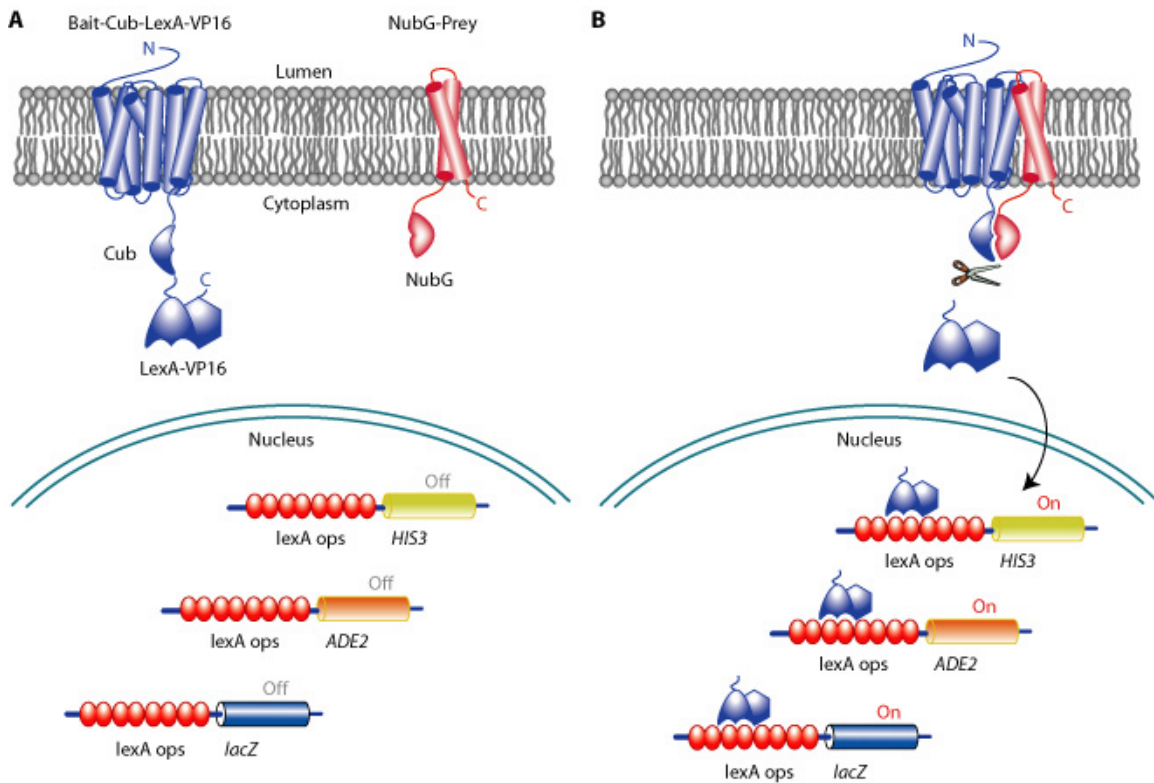 A
Bait-Cub-LexA-VP16
NubG-Prey
N
Lumen
Cytoplasm
C
Cub
NubG
C
LexA-VP16
Nucleus
Off
lexA ops
HIS3
Off
lexA ops
ADE2
Off
lexA ops
lacZ
B
N
C
Nucleus
On
lexA ops
HIS3
On
lexA ops
ADE2
On
lexA ops
lacZ